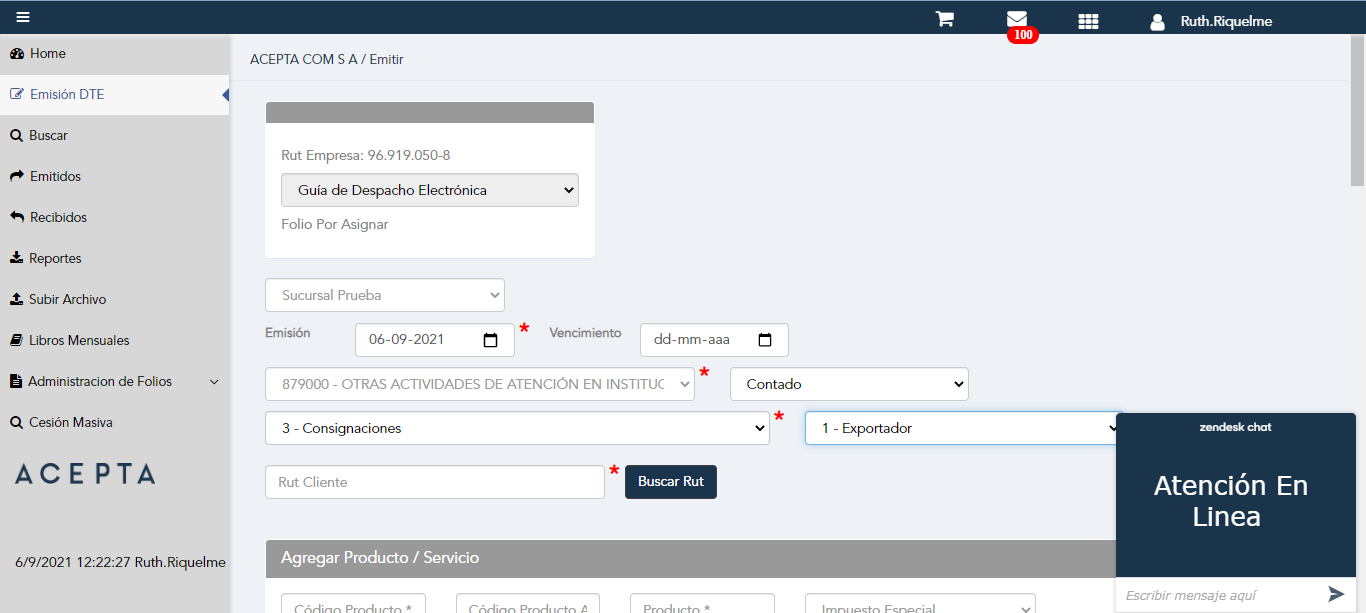 100
Ruth.Riquelme
Home
Emisión DTE
Buscar
Emitidos
Recibidos
Reportes
Subir Archivo
Libros Mensuales
Administracion de Folios
Cesión Masiva
ACEPTA
6/9/2021 12:22:27 Ruth.Riquelme
ACEPTA COM S A / Emitir
Rut Empresa: 96.919.050-8
Guía de Despacho Electrónica
Folio Por Asignar
Sucursal Prueba
Emisión 06-09-2021 * Vencimiento dd-mm-aaa
879000 - OTRAS ACTIVIDADES DE ATENCIÓN EN INSTITUC * Contado
3 - Consignaciones * 1 - Exportador
Rut Cliente * Buscar Rut
Agregar Producto / Servicio
Código Producto * Código Producto A Producto * Impuesto Especial
zendesk chat
Atención En
Linea
Escribir mensaje aquí